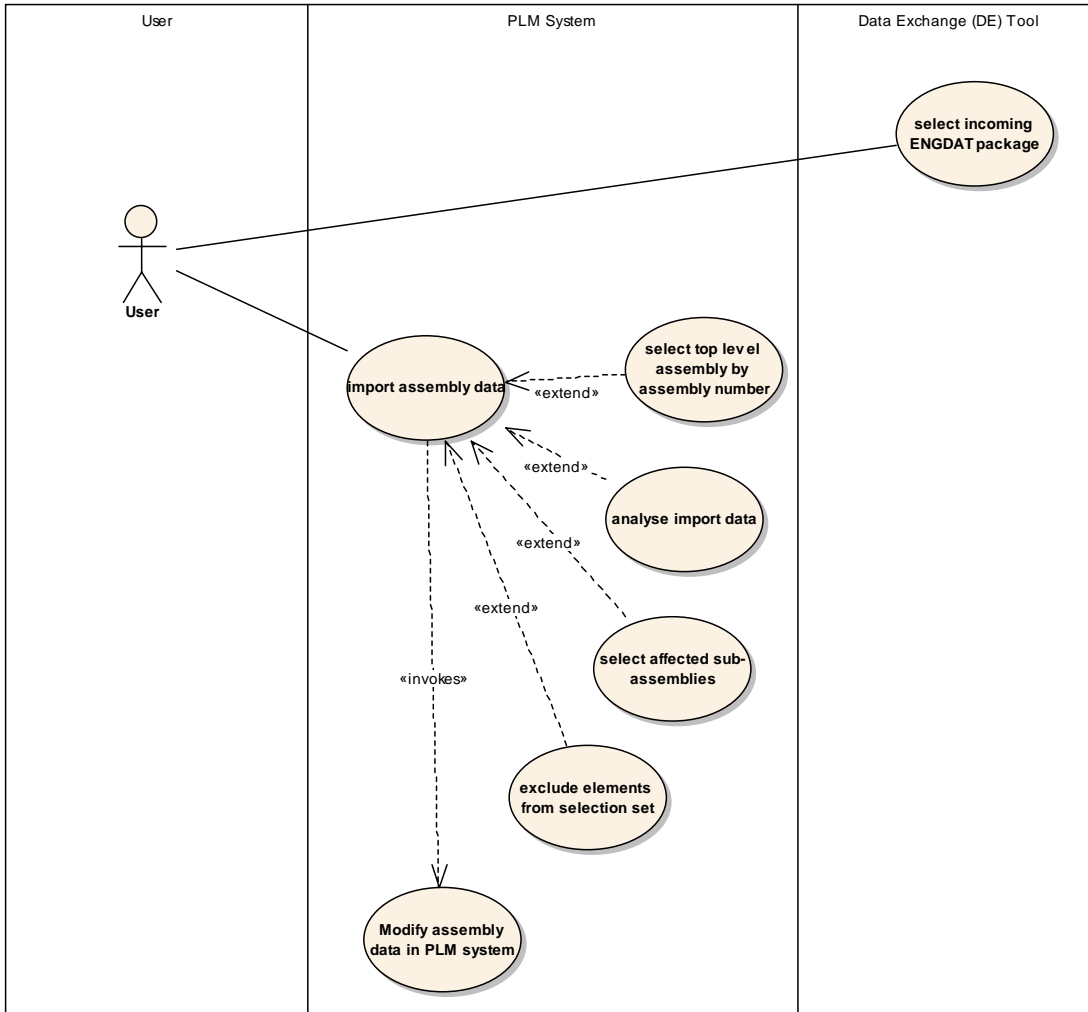 User
PLM System
Data Exchange (DE) Tool
select incoming
ENGDAT package
User
import assembly data
select top level
assembly by
assembly number
«extend»
«extend»
analyse import data
«extend»
«extend»
select affected sub-
assemblies
«invokes»
exclude elements
from selection set
Modify assembly
data in PLM system